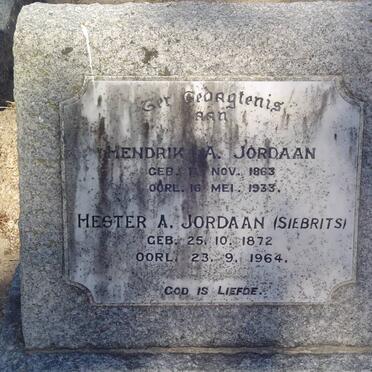 Ter Gedagtenis
aan
HENDRIK A. JORDAAN
GEB. NOV. 1863
OORL. 16 MEI. 1933.
HESTER A. JORDAAN (SIEBRITS)
GEB. 25. 10. 1872
OORL. 23. 9. 1964.
GOD IS LIEFDE.